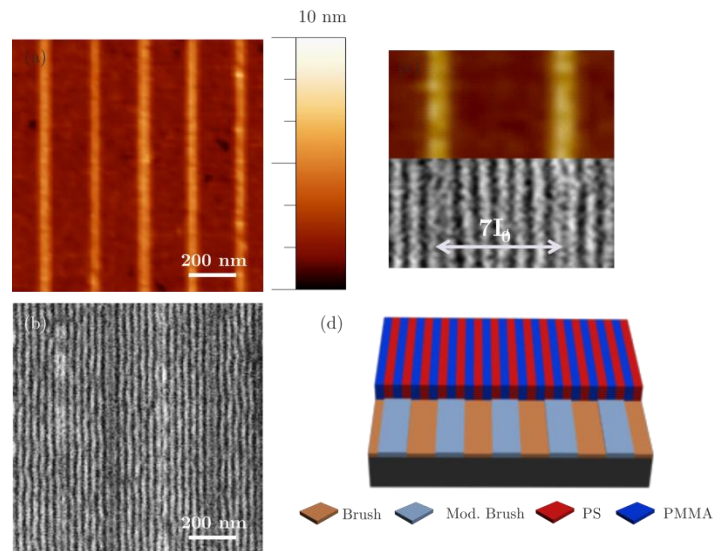 10 nm
(a)
200 nm
7L₀
(b)
200 nm
(d)
Brush
Mod. Brush
PS
PMMA